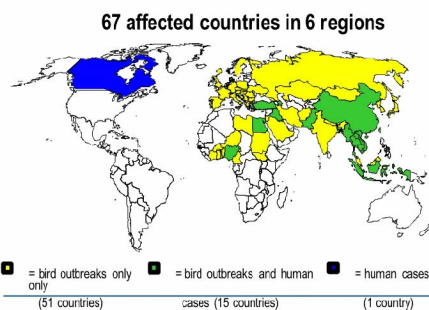 67 affected countries in 6 regions
= bird outbreaks only = bird outbreaks and human = human cases
only
(51 countries) cases (15 countries) (1 country)